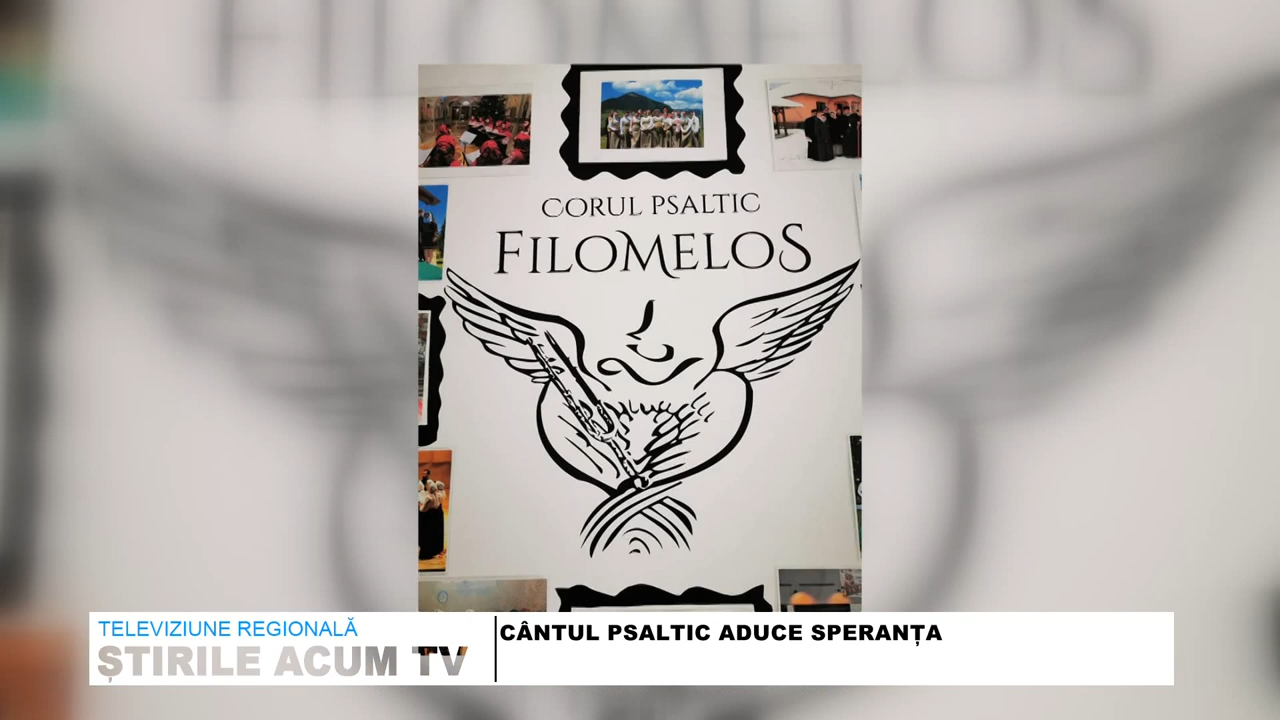 CORUL PSALTIC
FILOMELOS
TELEVIZIUNE REGIONALĂ
ȘTIRILE ACUM TV
CÂNTUL PSALTIC ADUCE SPERANȚA